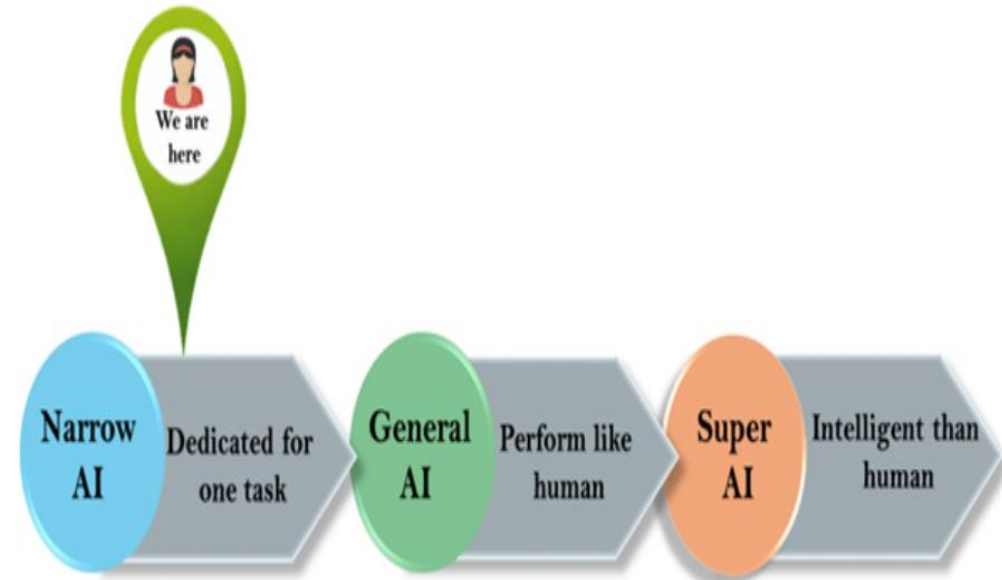 We are
here
Narrow
AI
Dedicated for
one task
General
AI
Perform like
human
Super
AI
Intelligent than
human